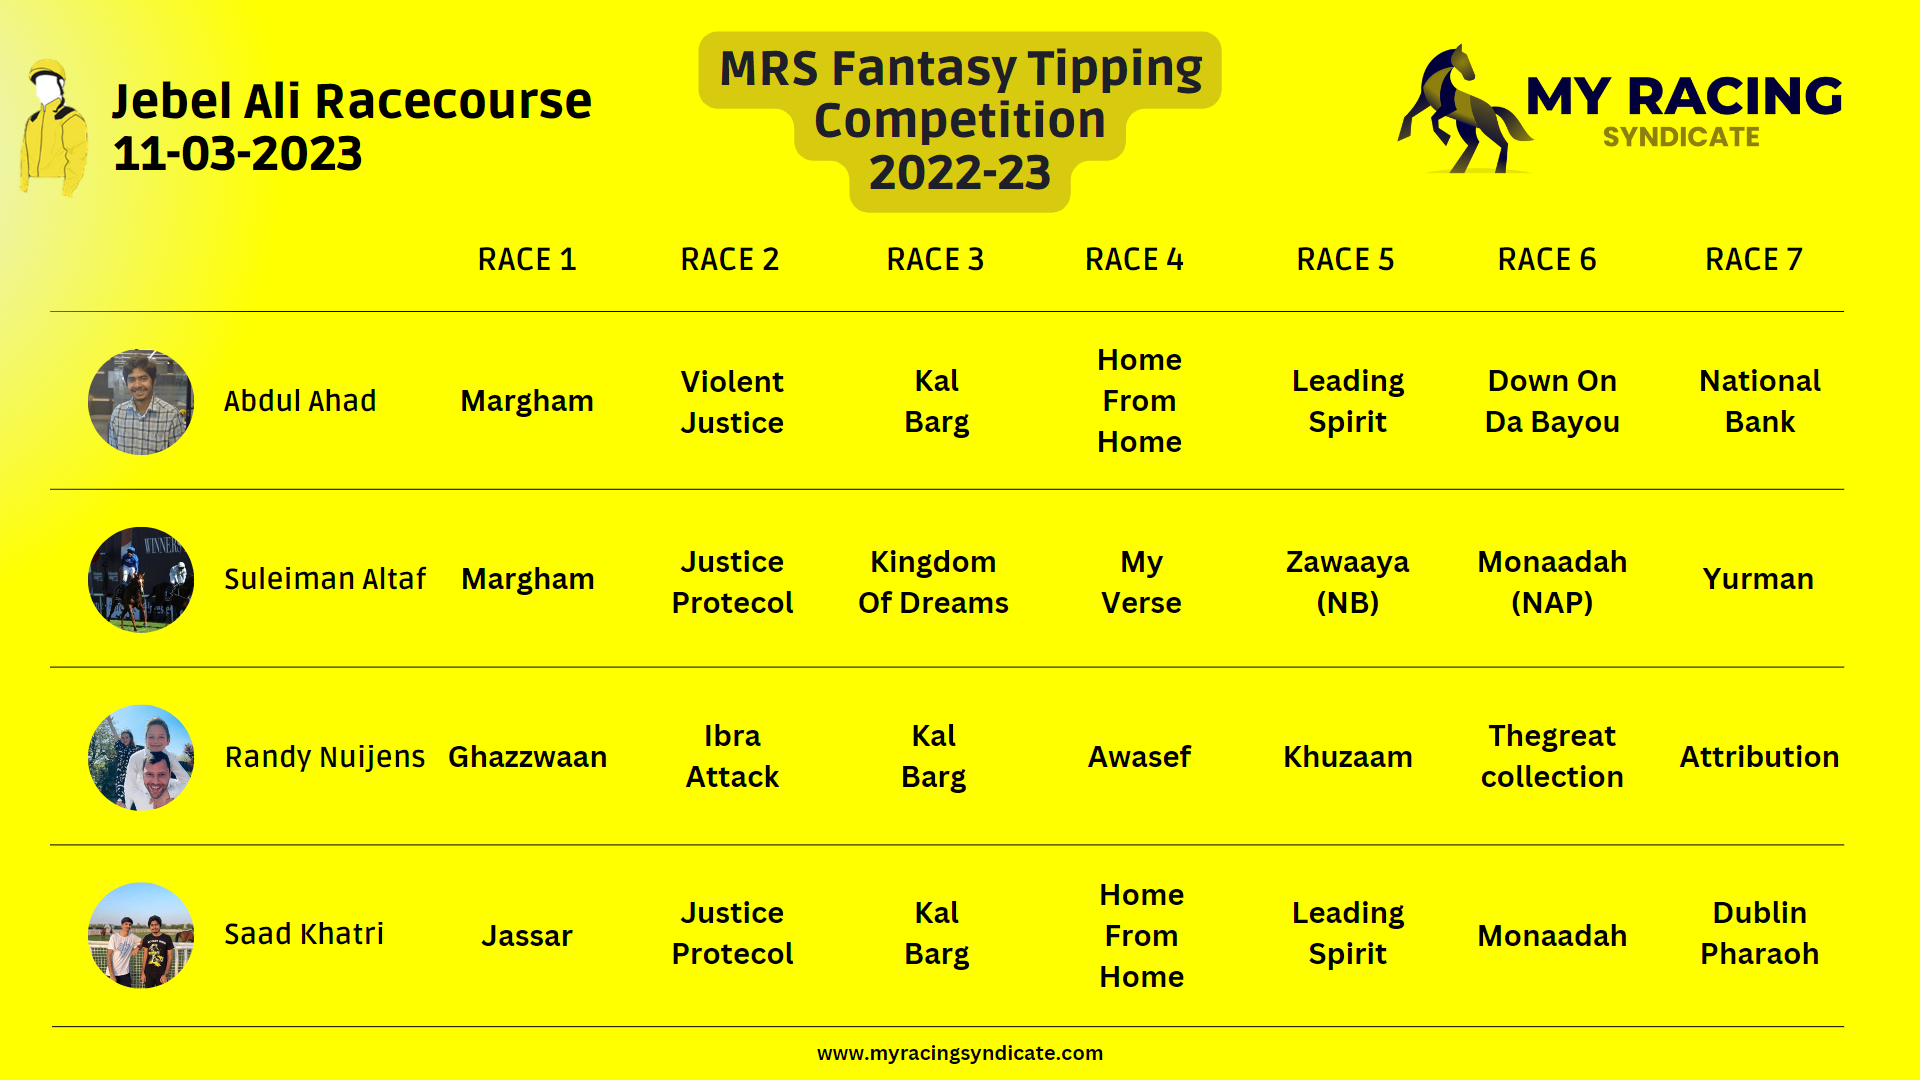 Jebel Ali Racecourse
11-03-2023
MRS Fantasy Tipping
Competition
2022-23
MY RACING
SYNDICATE
RACE 1 RACE 2 RACE 3 RACE 4 RACE 5 RACE 6 RACE 7
Abdul Ahad
Margham
Violent
Justice
Kal
Barg
Home
From
Home
Leading
Spirit
Down On
Da Bayou
National
Bank
WINNERS
Suleiman Altaf
Margham
Justice
Protecol
Kingdom
Of Dreams
My
Verse
Zawaaya
(NB)
Monaadah
(NAP)
Yurman
Randy Nuijens
Ghazzwaan
Ibra
Attack
Kal
Barg
Awasef
Khuzaam
Thegreat
collection
Attribution
Saad Khatri
Jassar
Justice
Protecol
Kal
Barg
Home
From
Home
Leading
Spirit
Monaadah
Dublin
Pharaoh
www.myracingsyndicate.com